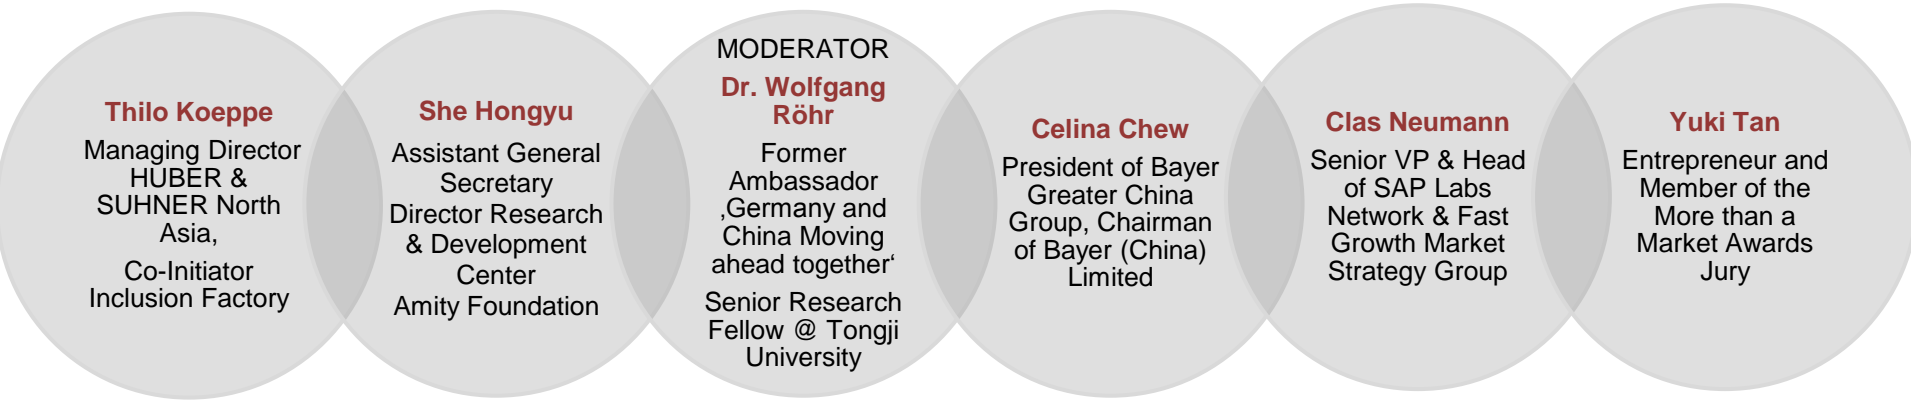 Thilo Koeppe
Managing Director
HUBER &
SUHNER North
Asia,
Co-Initiator
Inclusion Factory
She Hongyu
Assistant General
Secretary
Director Research
& Development
Center
Amity Foundation
MODERATOR
Dr. Wolfgang
Röhr
Former
Ambassador
‚Germany and
China Moving
ahead together‘
Senior Research
Fellow @ Tongji
University
Celina Chew
President of Bayer
Greater China
Group, Chairman
of Bayer (China)
Limited
Clas Neumann
Senior VP & Head
of SAP Labs
Network & Fast
Growth Market
Strategy Group
Yuki Tan
Entrepreneur and
Member of the
More than a
Market Awards
Jury